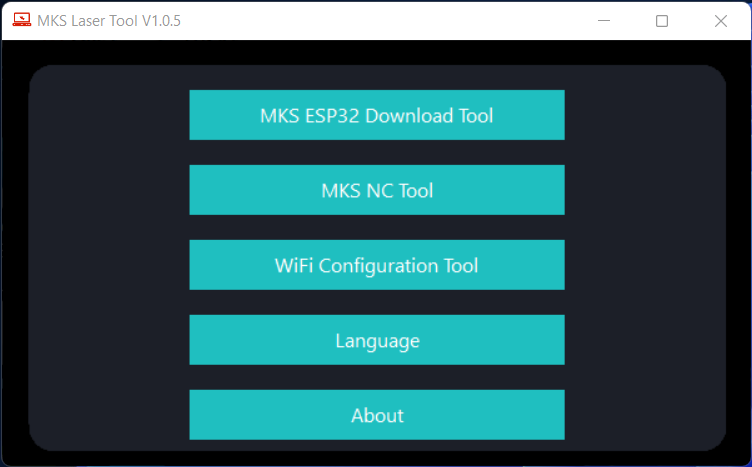 MKS Laser Tool V1.0.5
MKS ESP32 Download Tool
MKS NC Tool
WiFi Configuration Tool
Language
About